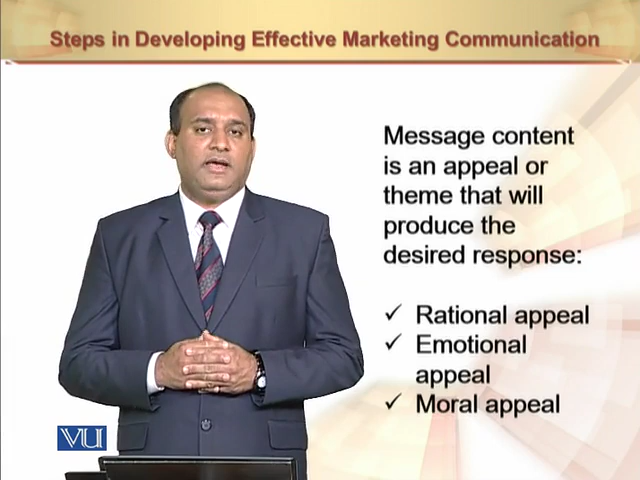 Steps in Developing Effective Marketing Communication
Message content
is an appeal or
theme that will
produce the
desired response:
✓ Rational appeal
✓ Emotional
appeal
✓ Moral appeal
VU